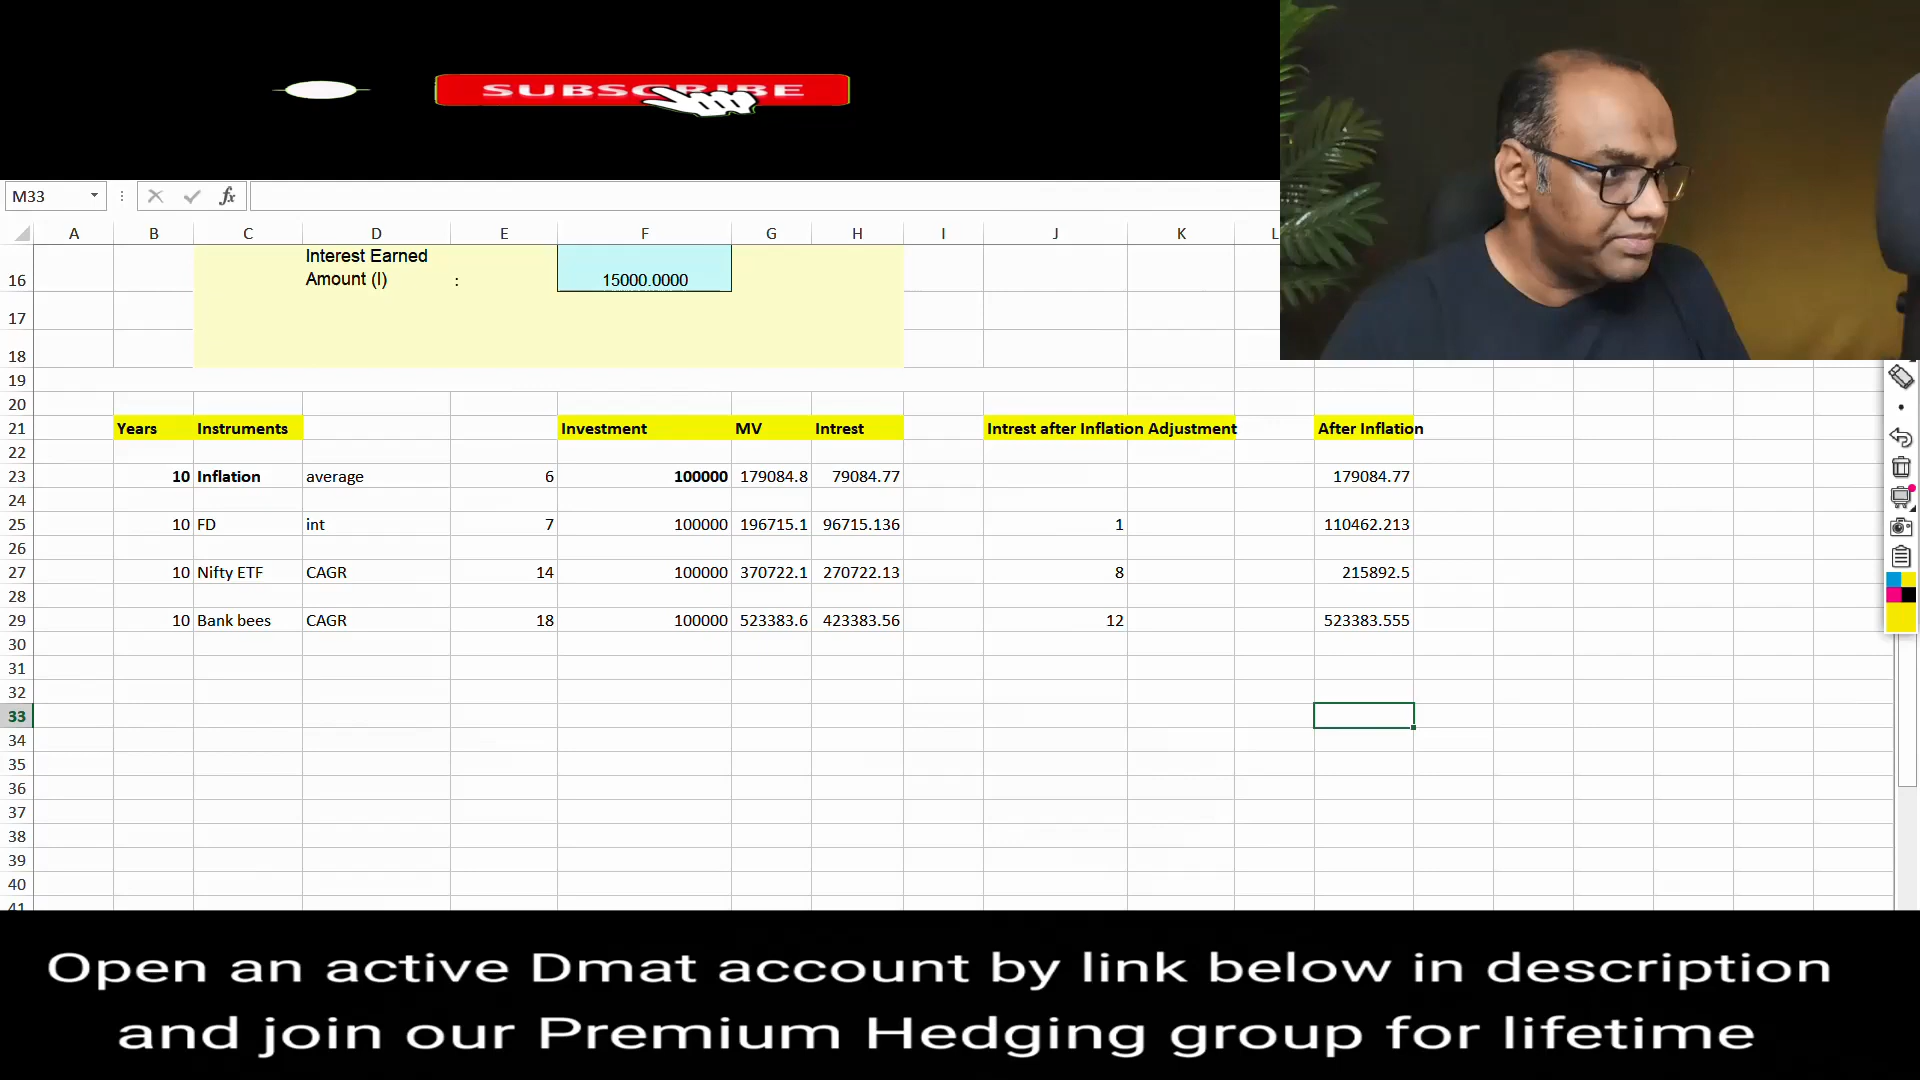 SUBSCRIBE
M33
fx
A B C D E F G H I J K L
Interest Earned
16 Amount (I) : 15000.0000
17
18
19
20
21 Years Instruments Investment MV Intrest Intrest after Inflation Adjustment After Inflation
22
23 10 Inflation average 6 100000 179084.8 79084.77 179084.77
24
25 10 FD int 7 100000 196715.1 96715.136 1 110462.213
26
27 10 Nifty ETF CAGR 14 100000 370722.1 270722.13 8 215892.5
28
29 10 Bank bees CAGR 18 100000 523383.6 423383.56 12 523383.555
30
31
32
33
34
35
36
37
38
39
40
41
Open an active Dmat account by link below in description
and join our Premium Hedging group for lifetime